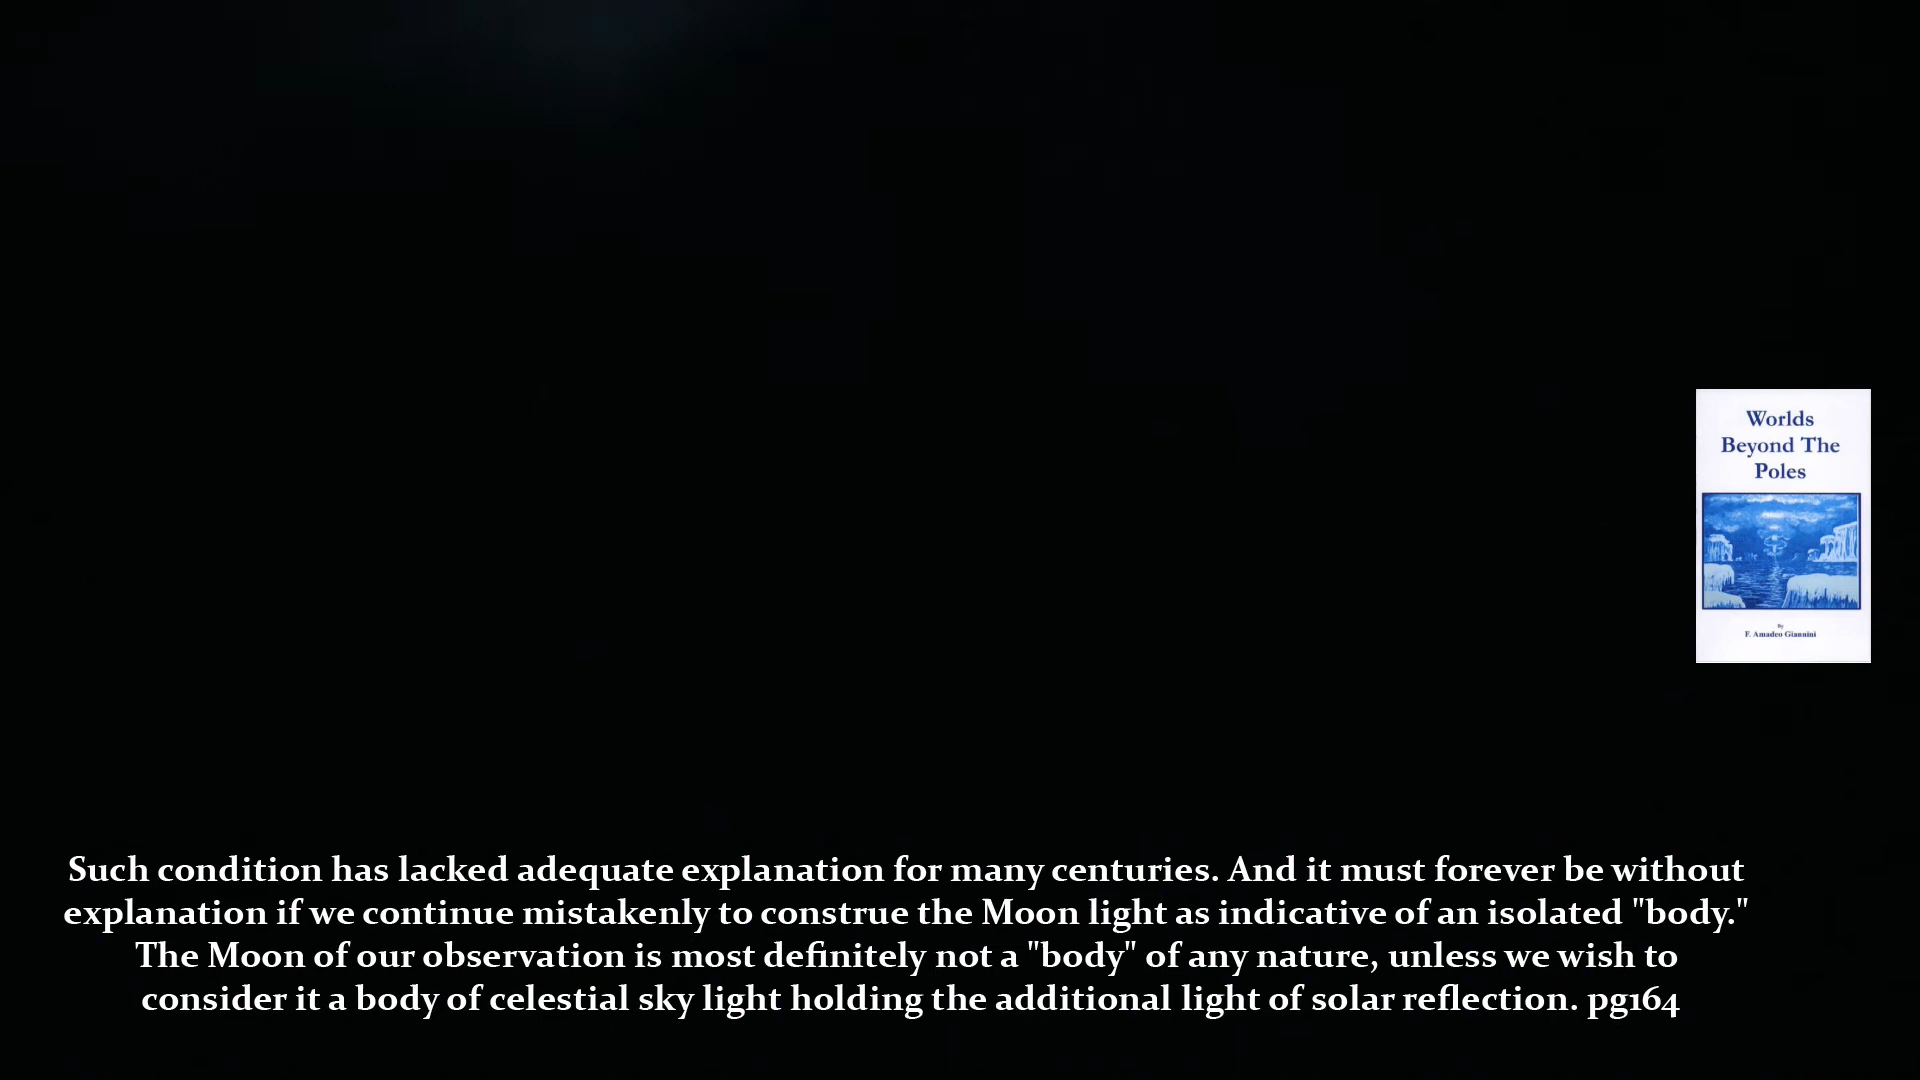 Worlds
Beyond The
Poles
By
F. Amadeo Giannini
Such condition has lacked adequate explanation for many centuries. And it must forever be without
explanation if we continue mistakenly to construe the Moon light as indicative of an isolated "body."
The Moon of our observation is most definitely not a "body" of any nature, unless we wish to
consider it a body of celestial sky light holding the additional light of solar reflection. pg164